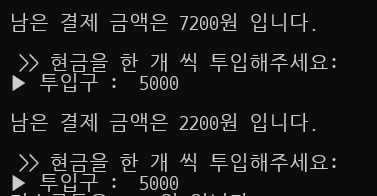 남은 결제 금액은 7200원 입니다.
>> 현금을 한 개 씩 투입해주세요:
▶ 투입구 : 5000
남은 결제 금액은 2200원 입니다.
>> 현금을 한 개 씩 투입해주세요:
▶ 투입구 : 5000